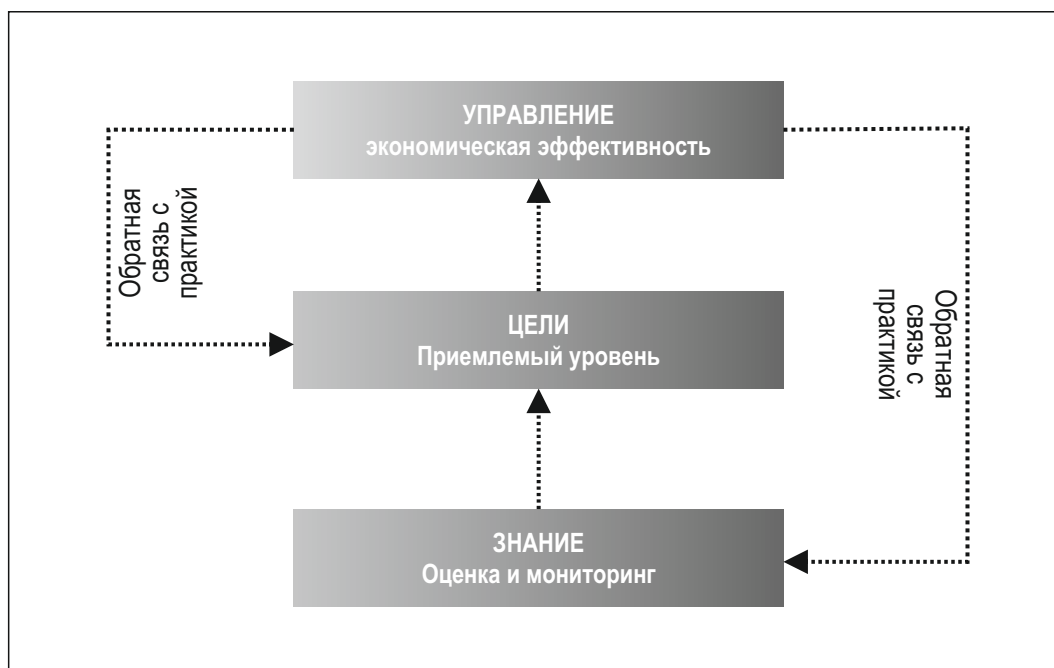 УПРАВЛЕНИЕ
экономическая эффективность
Обратная
связь с
практикой
ЦЕЛИ
Приемлемый уровень
Обратная
связь с
практикой
ЗНАНИЕ
Оценка и мониторинг